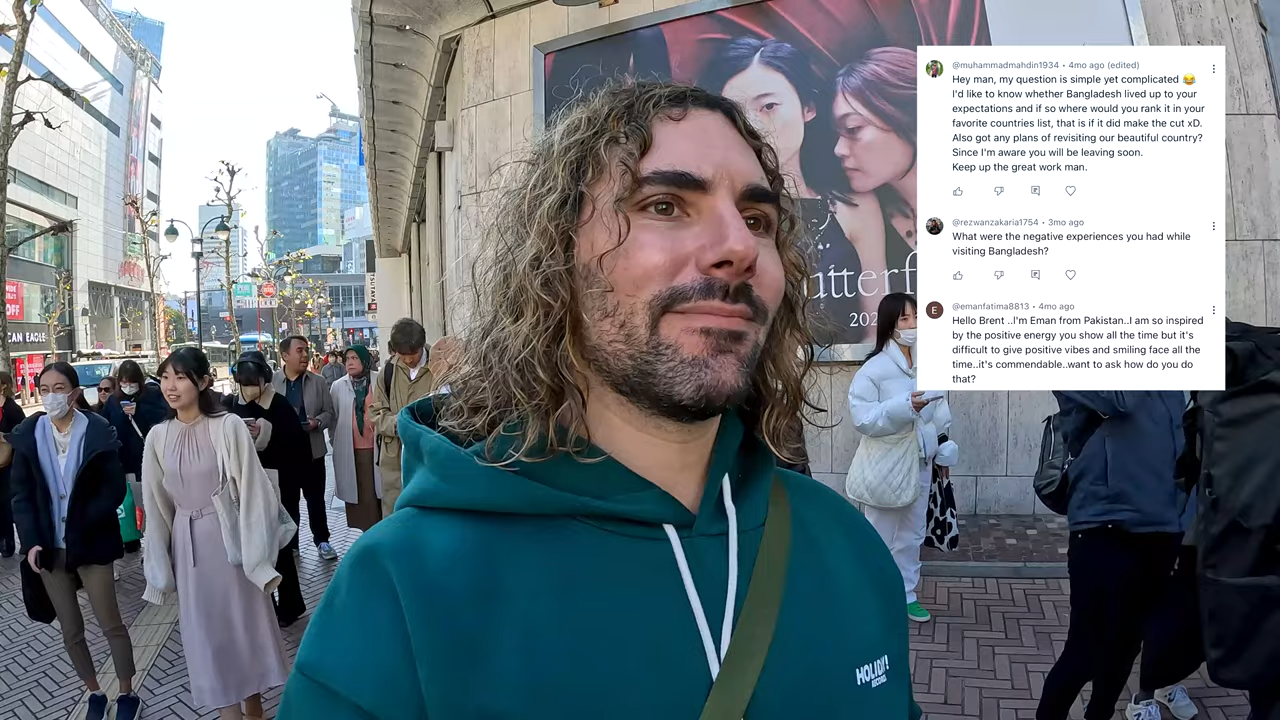 @muhammadmahdin1934 • 4mo ago (edited)
Hey man, my question is simple yet complicated 😂
I'd like to know whether Bangladesh lived up to your
expectations and if so where would you rank it in your
favorite countries list, that is if it did make the cut xD.
Also got any plans of revisiting our beautiful country?
Since I'm aware you will be leaving soon.
Keep up the great work man.
@rezwanzakaria1754 • 3mo ago
What were the negative experiences you had while
visiting Bangladesh?
E
@emanfatima8813 • 4mo ago
Hello Brent ..I'm Eman from Pakistan..I am so inspired
by the positive energy you show all the time but it's
difficult to give positive vibes and smiling face all the
time..it's commendable..want to ask how do you do
that?
utterf
202
TSUTAYA
OFF
CAN EAGLE
HOLIDAY!